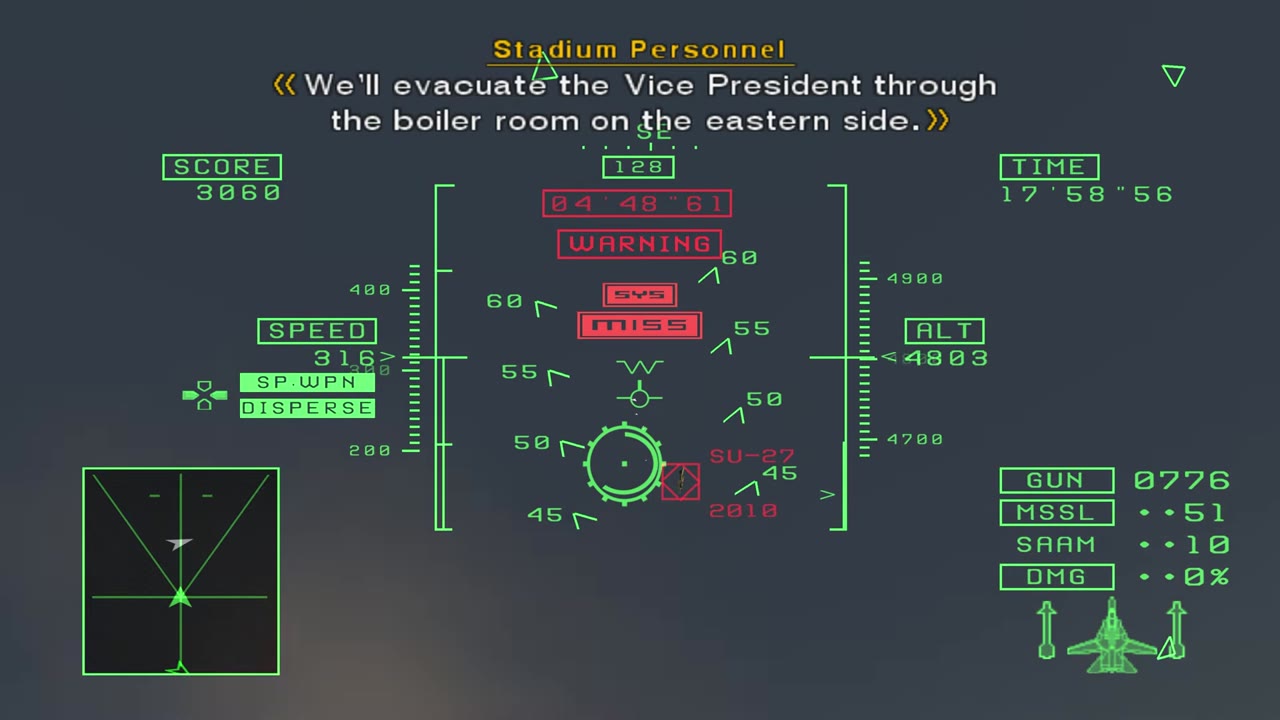 Stadium Personnel
《We'll evacuate the Vice President through
the boiler room on the eastern side.》
SE
128
SCORE
3060
TIME
17'58"56
04'48"61
WARNING
SYS
MISS
60
60
55
55
50
50
45
45
400
300
200
SPEED
316>
SP.WPN
DISPERSE
4900
4700
ALT
<4803
>
SU-27
2010
GUN 0776
MSSL ··51
SAAM ··10
DMG ··0%